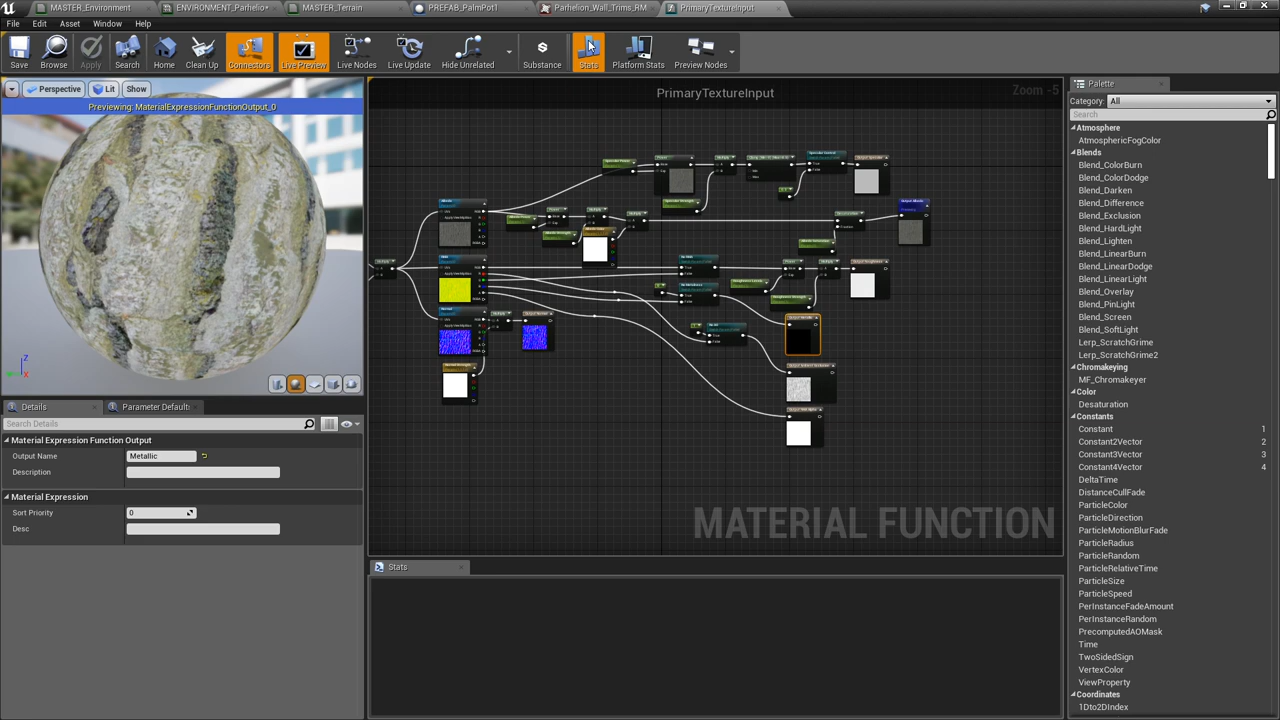 MASTER_Environment
ENVIRONMENT_Parhelio*
MASTER_Terrain
PREFAB_PalmPot1
Parhelion_Wall_Trims_RM
PrimaryTextureInput
File Edit Asset Window Help
Save
Browse
Apply
Search
Home
Clean Up
Connectors
Live Preview
Live Nodes
Live Update
Hide Unrelated
Substance
Stats
Platform Stats
Preview Nodes
Perspective
Lit
Show
Previewing: MaterialExpressionFunctionOutput_0
PrimaryTextureInput
Zoom -5
MATERIAL FUNCTION
Details
Parameter Default
Search Details
Material Expression Function Output
Output Name Metallic
Description
Material Expression
Sort Priority 0
Desc
Stats
Palette
Category: All
Search
Atmosphere
AtmosphericFogColor
Blends
Blend_ColorBurn
Blend_ColorDodge
Blend_Darken
Blend_Difference
Blend_Exclusion
Blend_HardLight
Blend_Lighten
Blend_LinearBurn
Blend_LinearDodge
Blend_LinearLight
Blend_Overlay
Blend_PinLight
Blend_Screen
Blend_SoftLight
Lerp_ScratchGrime
Lerp_ScratchGrime2
Chromakeying
MF_Chromakeyer
Color
Desaturation
Constants
Constant 1
Constant2Vector 2
Constant3Vector 3
Constant4Vector 4
DeltaTime
DistanceCullFade
ParticleColor
ParticleDirection
ParticleMotionBlurFade
ParticleRadius
ParticleRandom
ParticleRelativeTime
ParticleSize
ParticleSpeed
PerInstanceFadeAmount
PerInstanceRandom
PrecomputedAOMask
Time
TwoSidedSign
VertexColor
ViewProperty
Coordinates
1Dto2DIndex